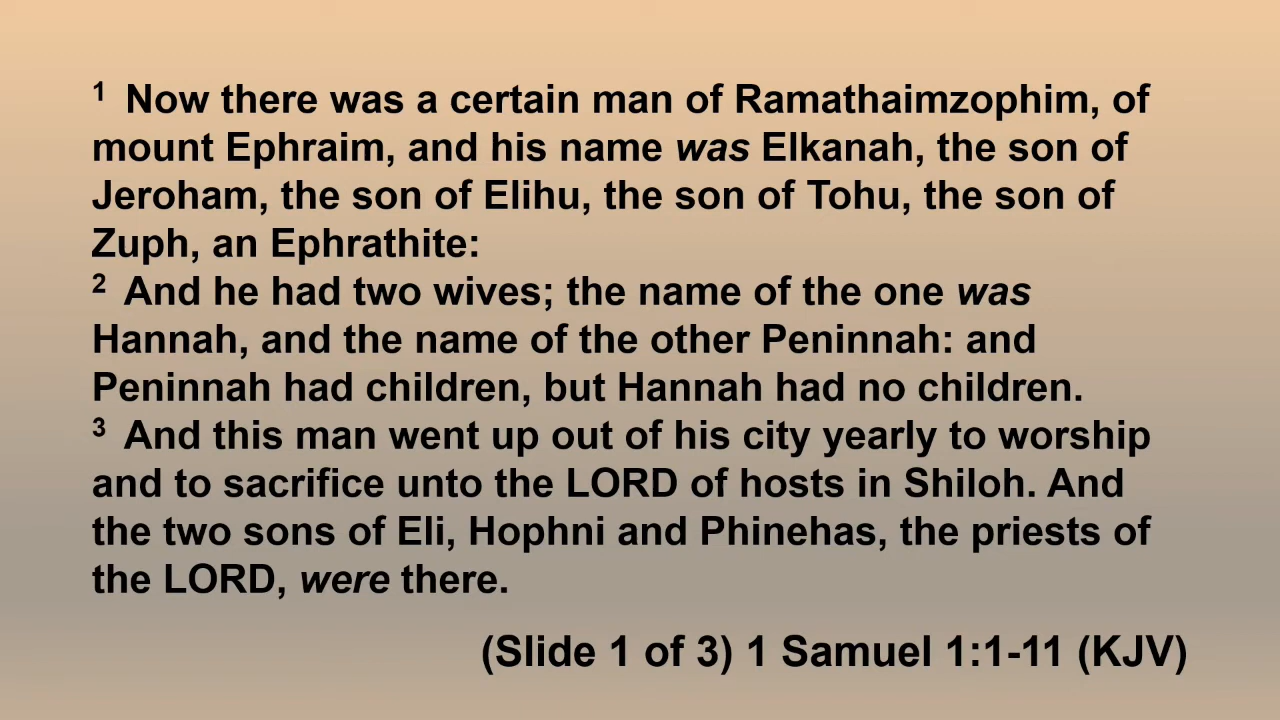 1 Now there was a certain man of Ramathaimzophim, of
mount Ephraim, and his name was Elkanah, the son of
Jeroham, the son of Elihu, the son of Tohu, the son of
Zuph, an Ephrathite:
2 And he had two wives; the name of the one was
Hannah, and the name of the other Peninnah: and
Peninnah had children, but Hannah had no children.
3 And this man went up out of his city yearly to worship
and to sacrifice unto the LORD of hosts in Shiloh. And
the two sons of Eli, Hophni and Phinehas, the priests of
the LORD, were there.
(Slide 1 of 3) 1 Samuel 1:1-11 (KJV)